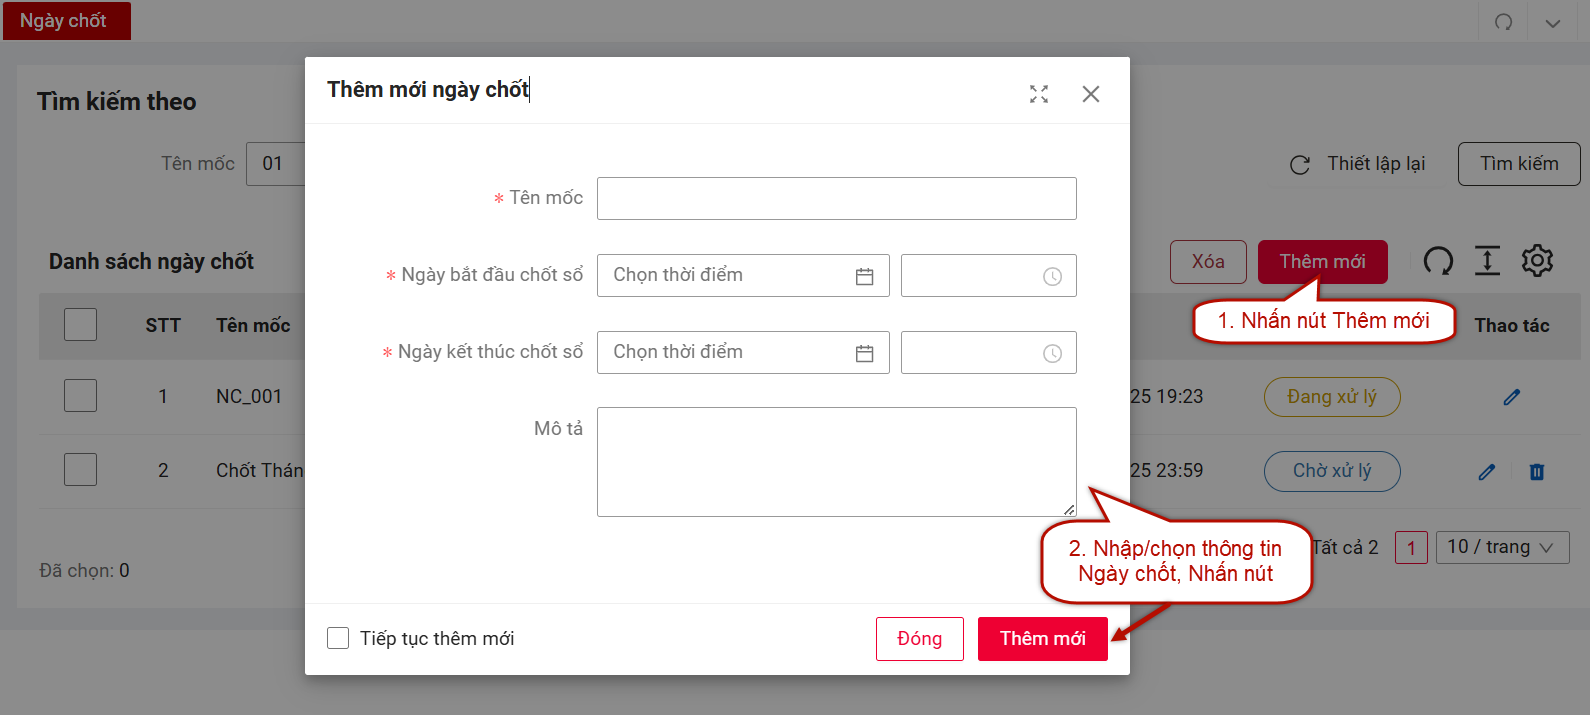 Ngày chốt
Thêm mới ngày chốt
Tìm kiếm theo
Tên mốc 01
Thiết lập lại
Tìm kiếm
* Tên mốc
Danh sách ngày chốt
Xóa
Thêm mới
* Ngày bắt đầu chốt sổ
Chọn thời điểm
1. Nhấn nút Thêm mới
STT
Tên mốc
Thao tác
* Ngày kết thúc chốt sổ
Chọn thời điểm
1
NC_001
25 19:23
Đang xử lý
Mô tả
2
Chốt Thán
25 23:59
Chờ xử lý
2. Nhập/chọn thông tin
Ngày chốt, Nhấn nút
Tất cả 2
1
10 / trang
Đã chọn: 0
Tiếp tục thêm mới
Đóng
Thêm mới